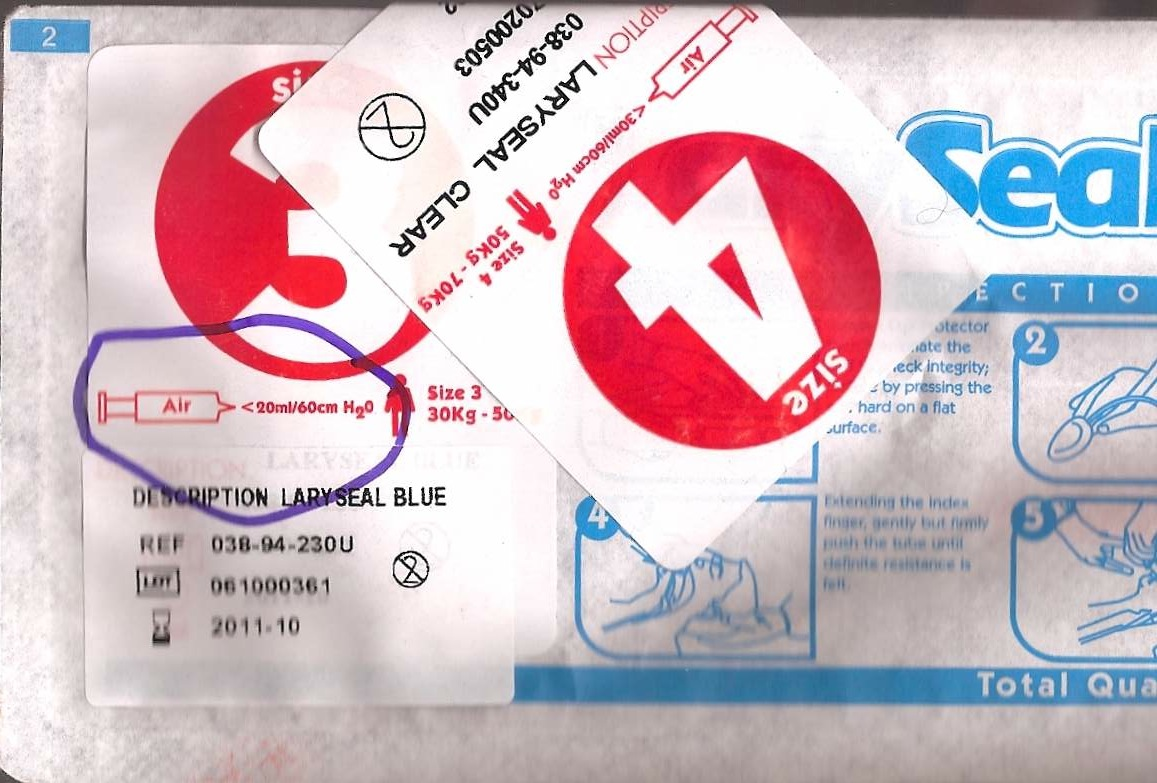 2
Si
3
Air <20ml/60cm H2O
Size 3
30Kg - 50
DESCRIPTION LARYSEAL BLUE
REF 038-94-230U
LOT 061000361
2011-10
70200503
038-94-340U
LARYSEAL CLEAR
RIPTION
Air <30ml/60cm H2O
Size 4
50Kg - 70Kg
4
size
Seal
ECTIO
otector
ate the
eck integrity;
by pressing the
hard on a flat
surface.
2
4
Extending the index
finger, gently but firmly
push the tube until
definite resistance is
felt.
5
Total Qua